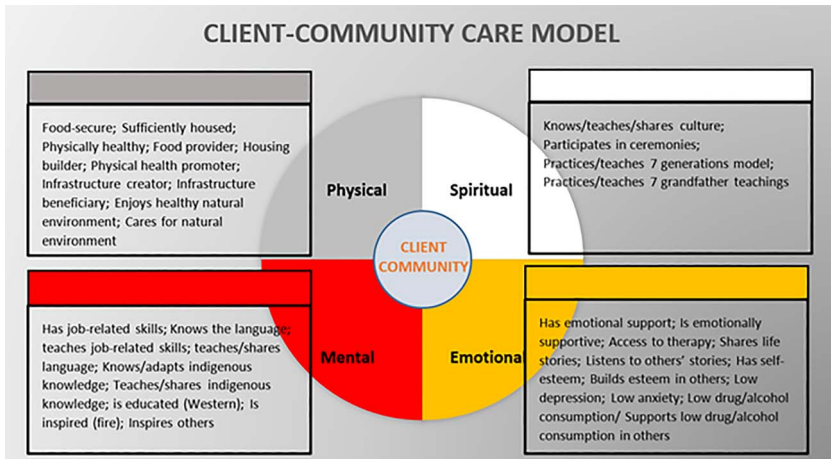 CLIENT-COMMUNITY CARE MODEL
Food-secure; Sufficiently housed;
Physically healthy; Food provider; Housing
builder; Physical health promoter;
Infrastructure creator; Infrastructure
beneficiary; Enjoys healthy natural
environment; Cares for natural
environment
Physical
Spiritual
Knows/teaches/shares culture;
Participates in ceremonies;
Practices/teaches 7 generations model;
Practices/teaches 7 grandfather teachings
CLIENT
COMMUNITY
Has job-related skills; Knows the language;
teaches job-related skills; teaches/shares
language; Knows/adapts indigenous
knowledge; Teaches/shares indigenous
knowledge; is educated (Western); Is
inspired (fire); Inspires others
Mental
Emotional
Has emotional support; Is emotionally
supportive; Access to therapy; Shares life
stories; Listens to others' stories; Has self-
esteem; Builds esteem in others; Low
depression; Low anxiety; Low drug/alcohol
consumption/ Supports low drug/alcohol
consumption in others